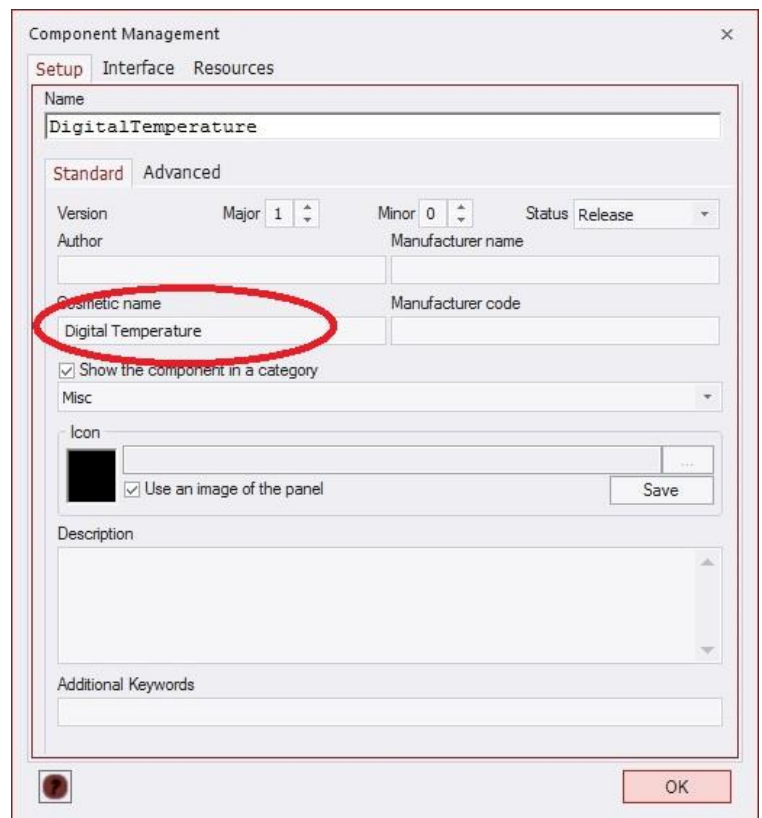 Component Management
Setup Interface Resources
Name
DigitalTemperature
Standard Advanced
Version Major 1 Minor 0 Status Release
Author Manufacturer name
Cosmetic name Manufacturer code
Digital Temperature
Show the component in a category
Misc
Icon
...
Use an image of the panel Save
Description
Additional Keywords
? OK